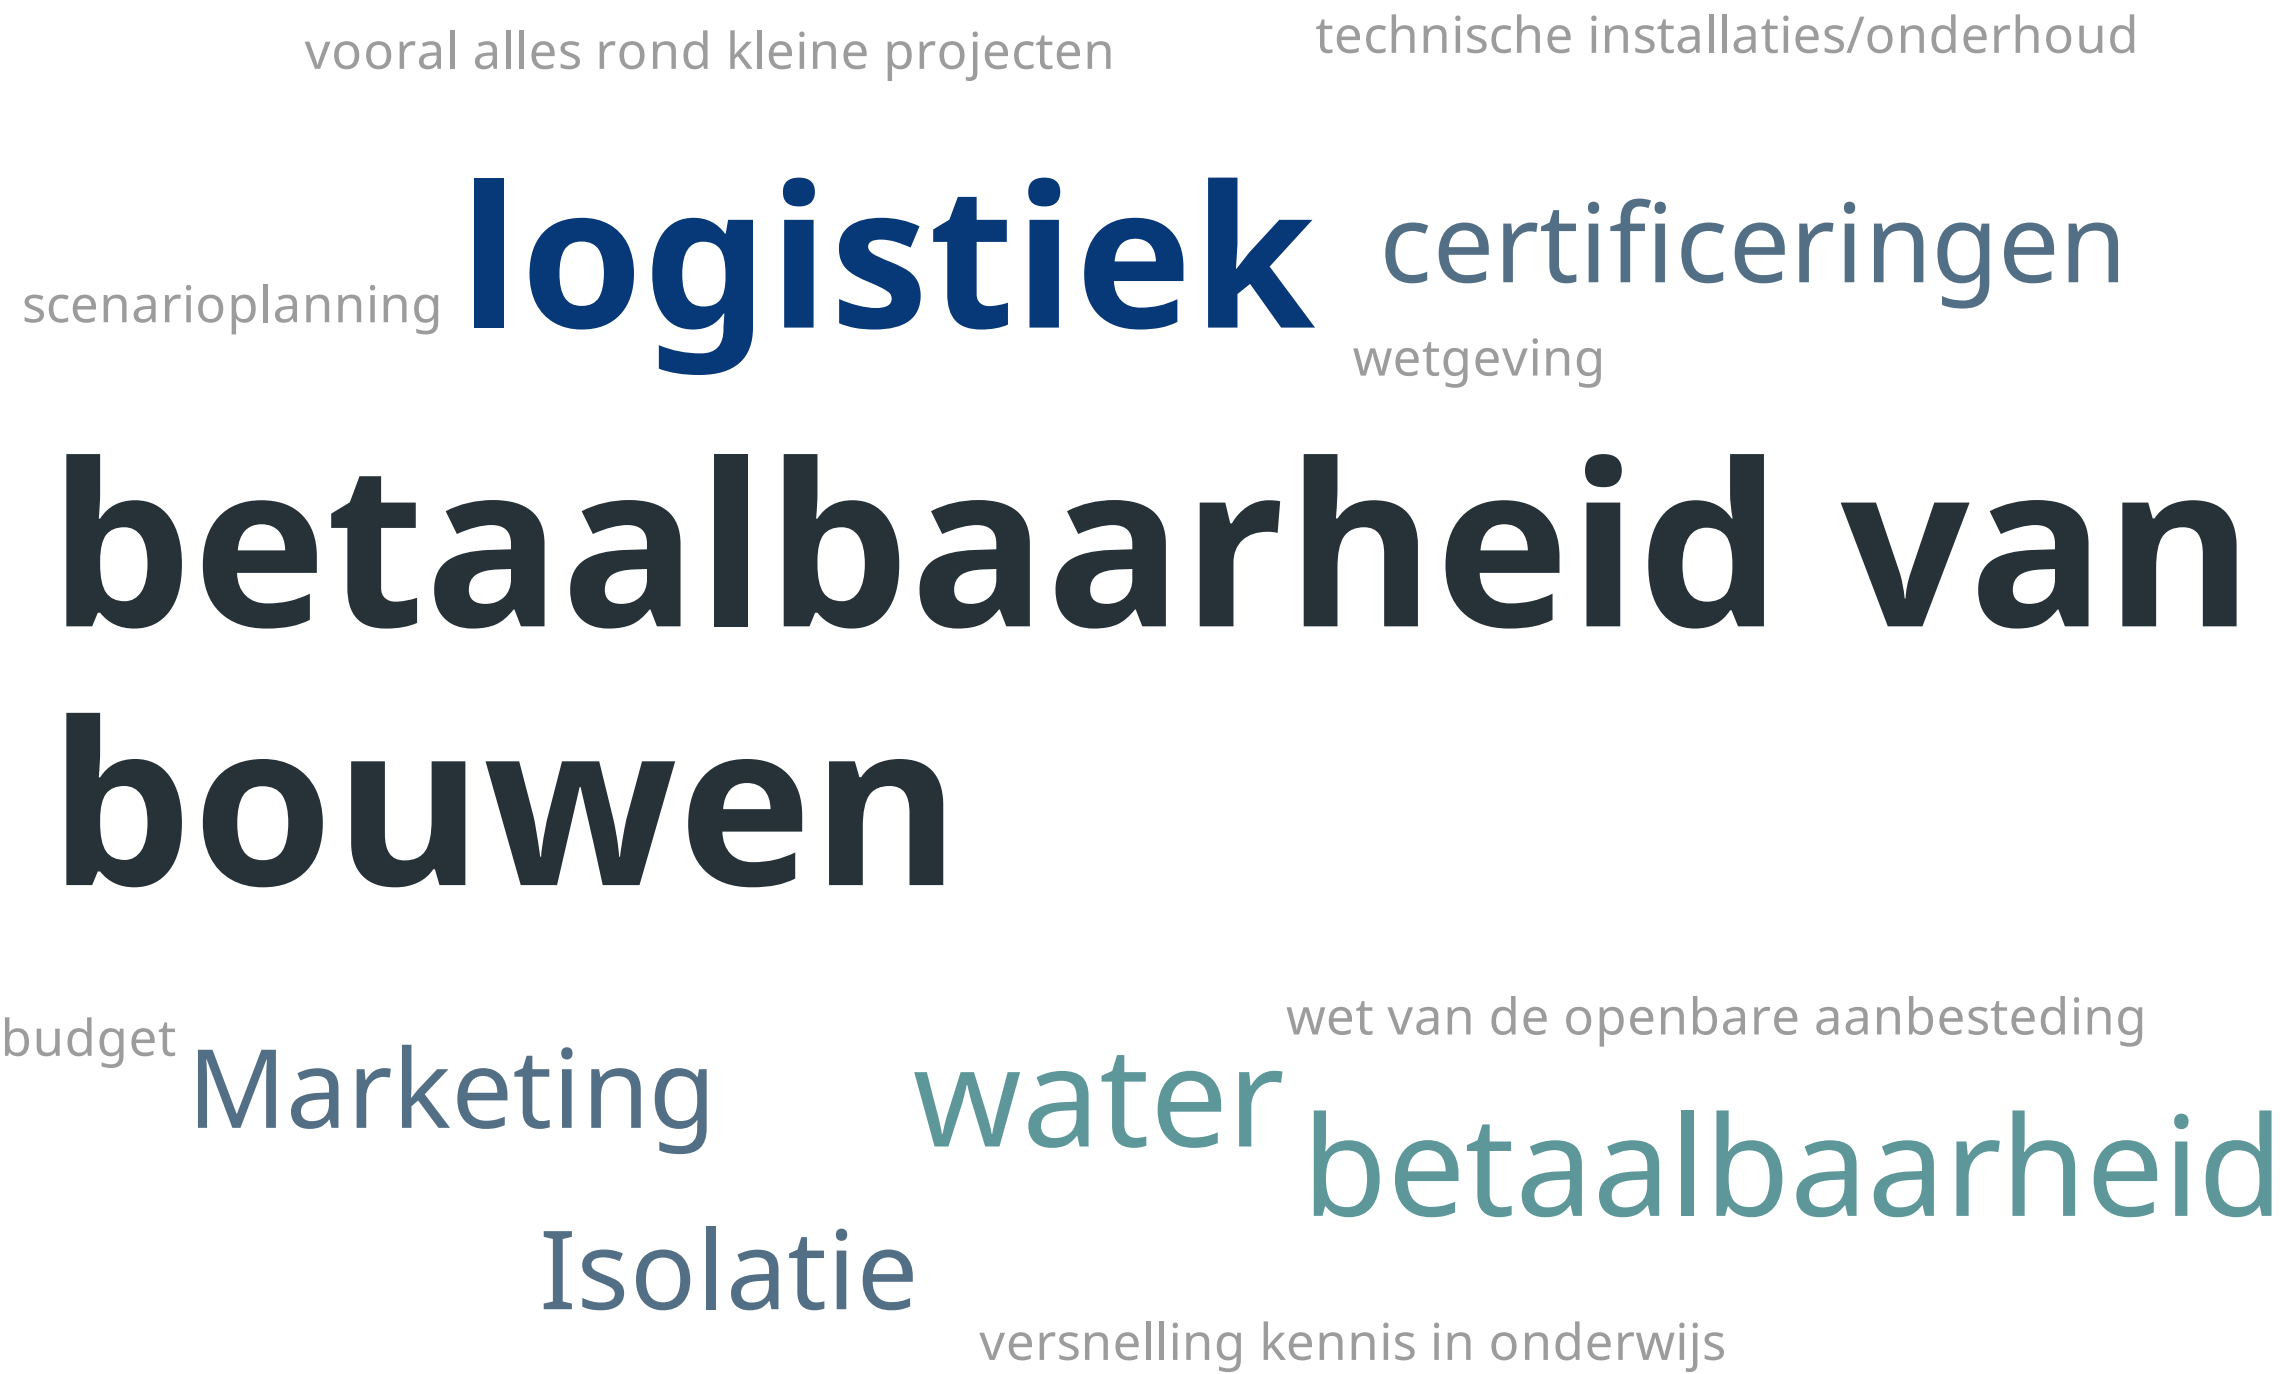 vooral alles rond kleine projecten
technische installaties/onderhoud
logistiek
certificeringen
scenarioplanning
wetgeving
betaalbaarheid van
bouwen
budget
Marketing
water
wet van de openbare aanbesteding
betaalbaarheid
Isolatie
versnelling kennis in onderwijs